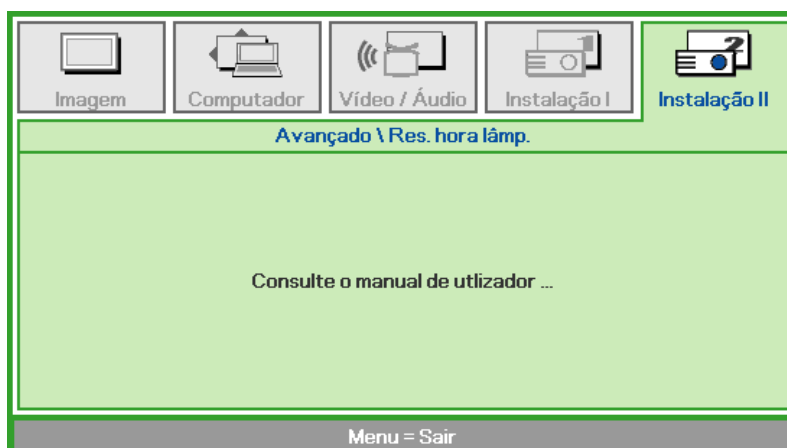 Imagem
Computador
Vídeo / Áudio
Instalação I
Instalação II
Avançado \ Res. hora lâmp.
Consulte o manual de utlizador ...
Menu = Sair